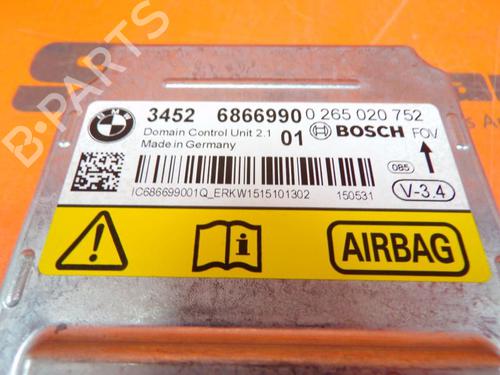 B-PARTS
BMW
3452 6866990 0 265 020 752
Domain Control Unit 2.1 01 BOSCH FOV
Made in Germany
085
V-3.4
IC686699001Q_ERKW1515101302 150531
i AIRBAG